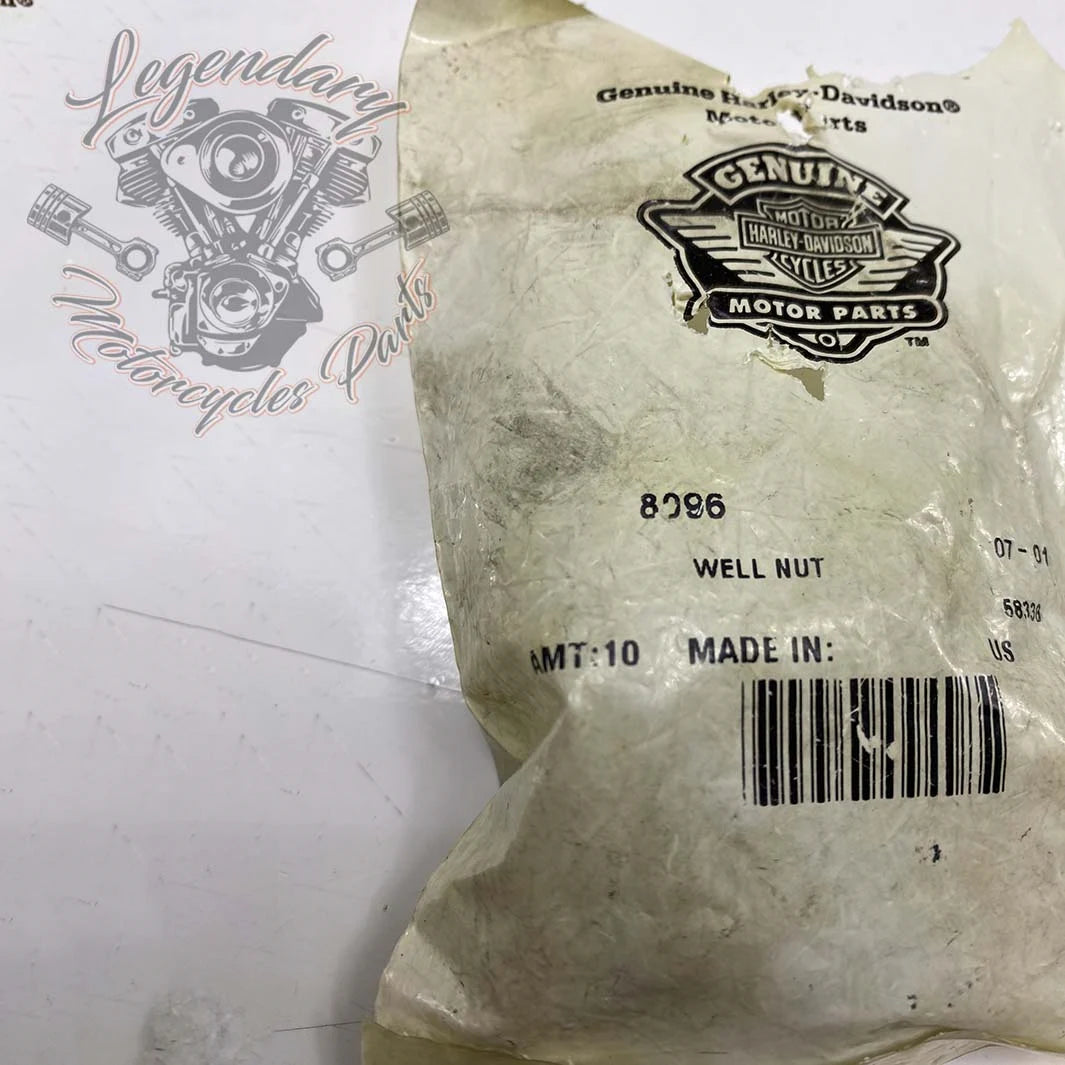 Legendary
Motorcycles Parts
Genuine Harley-Davidson®
Motor Parts
GENUINE
MOTOR
HARLEY-DAVIDSON
CYCLES
MOTOR PARTS
TM
8096
WELL NUT
07-01
58336
AMT:10 MADE IN: US